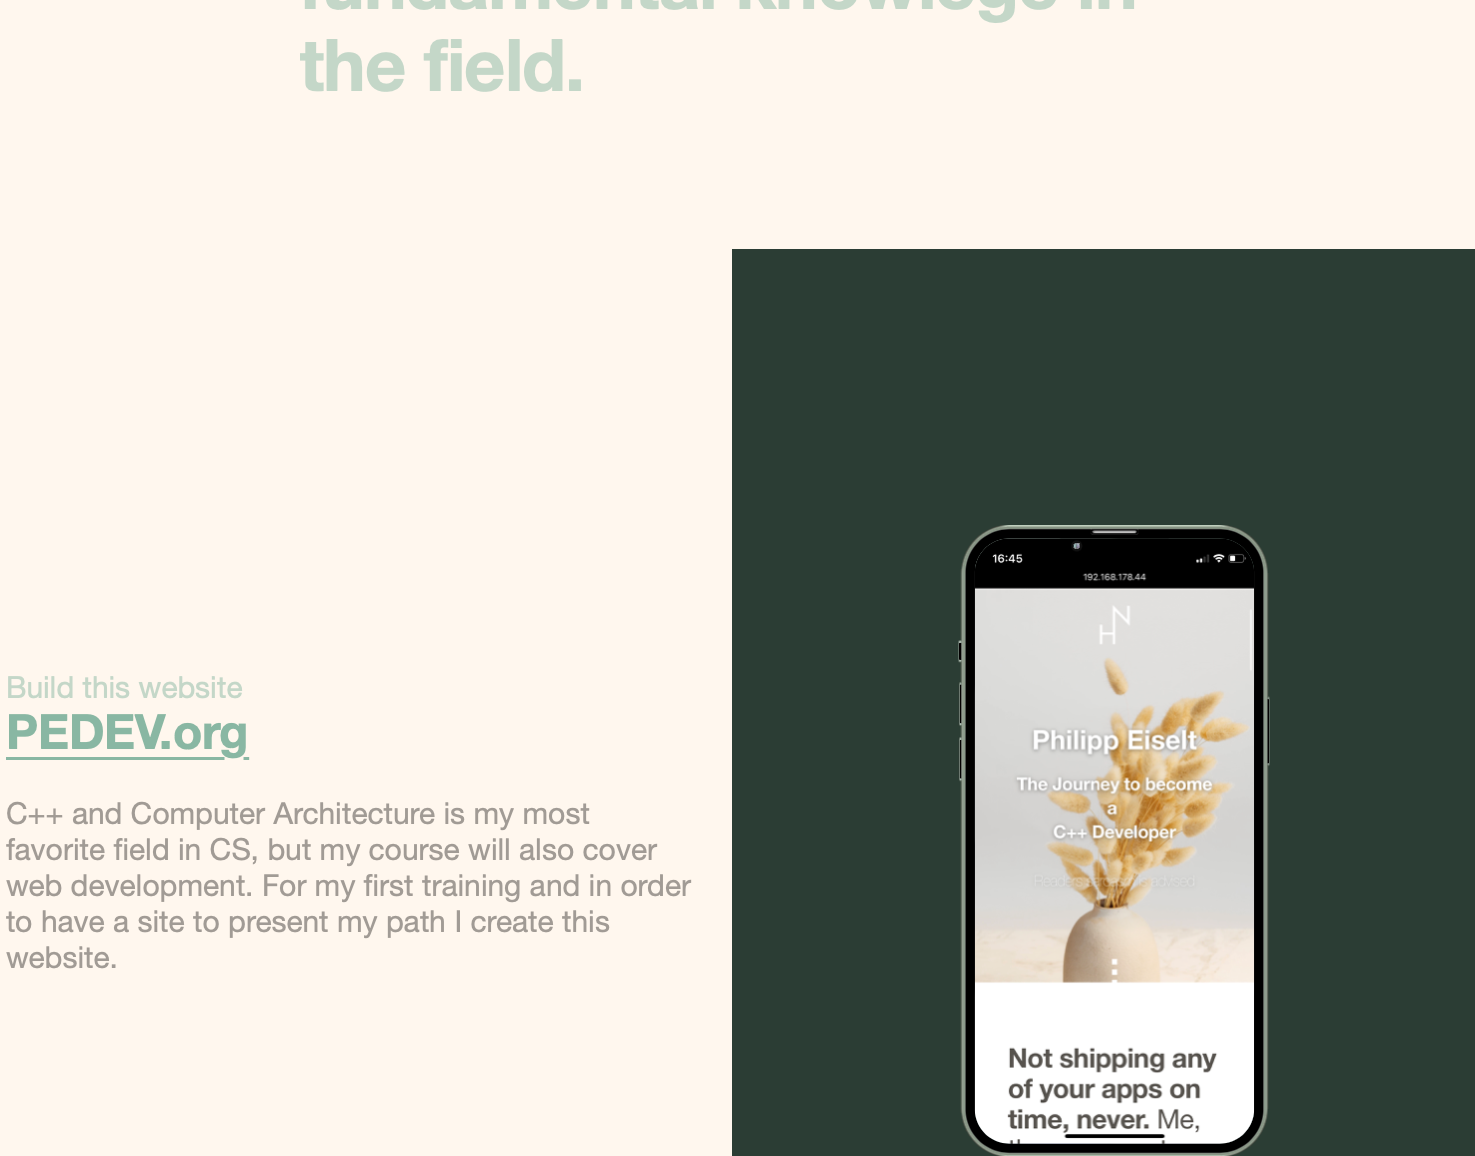 fundamental knowlege in
the field.
Build this website
PEDEV.org
C++ and Computer Architecture is my most
favorite field in CS, but my course will also cover
web development. For my first training and in order
to have a site to present my path I create this
website.
16:45
192.168.178.44
HN
Philipp Eiselt
The Journey to become
a
C++ Developer
Not shipping any
of your apps on
time, never. Me,